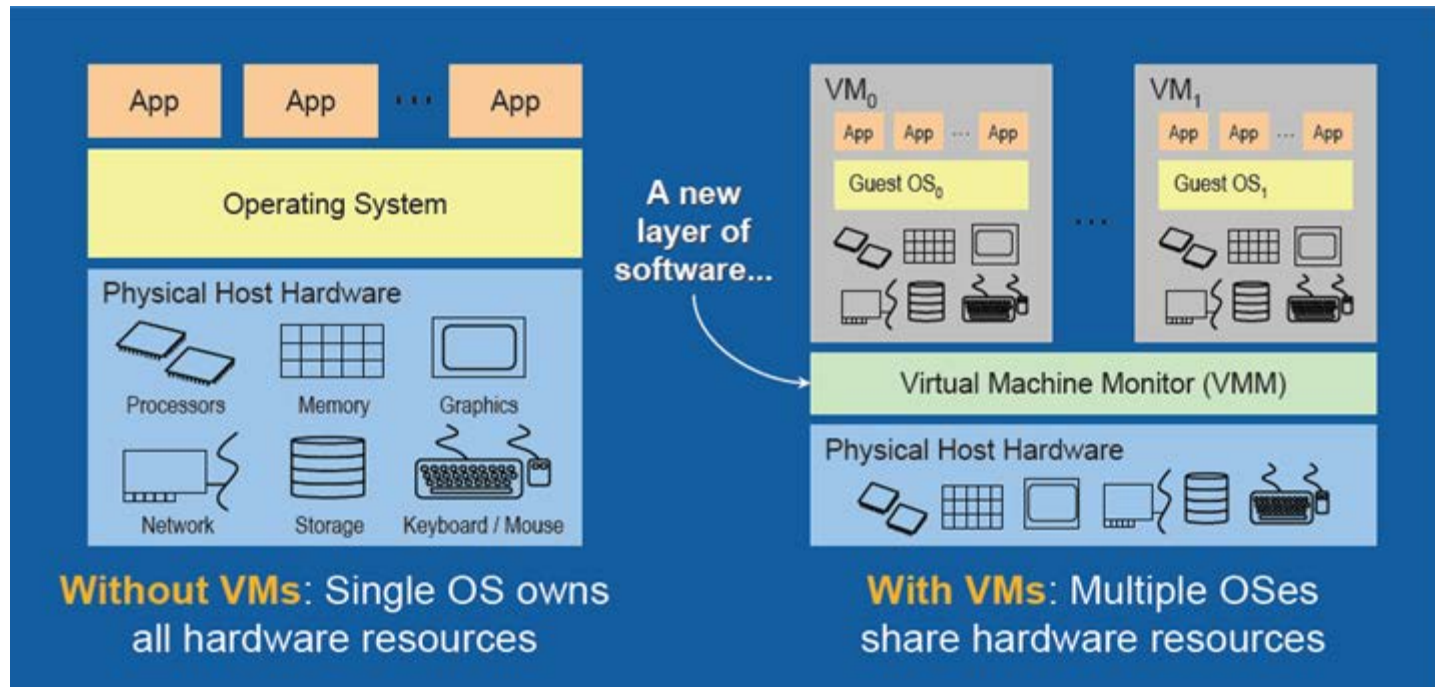 App App ... App
Operating System
Physical Host Hardware
Processors Memory Graphics
Network Storage Keyboard / Mouse
Without VMs: Single OS owns
all hardware resources
A new
layer of
software...
VM0
App App ... App
Guest OS0
...
VM1
App App ... App
Guest OS1
Virtual Machine Monitor (VMM)
Physical Host Hardware
With VMs: Multiple OSes
share hardware resources